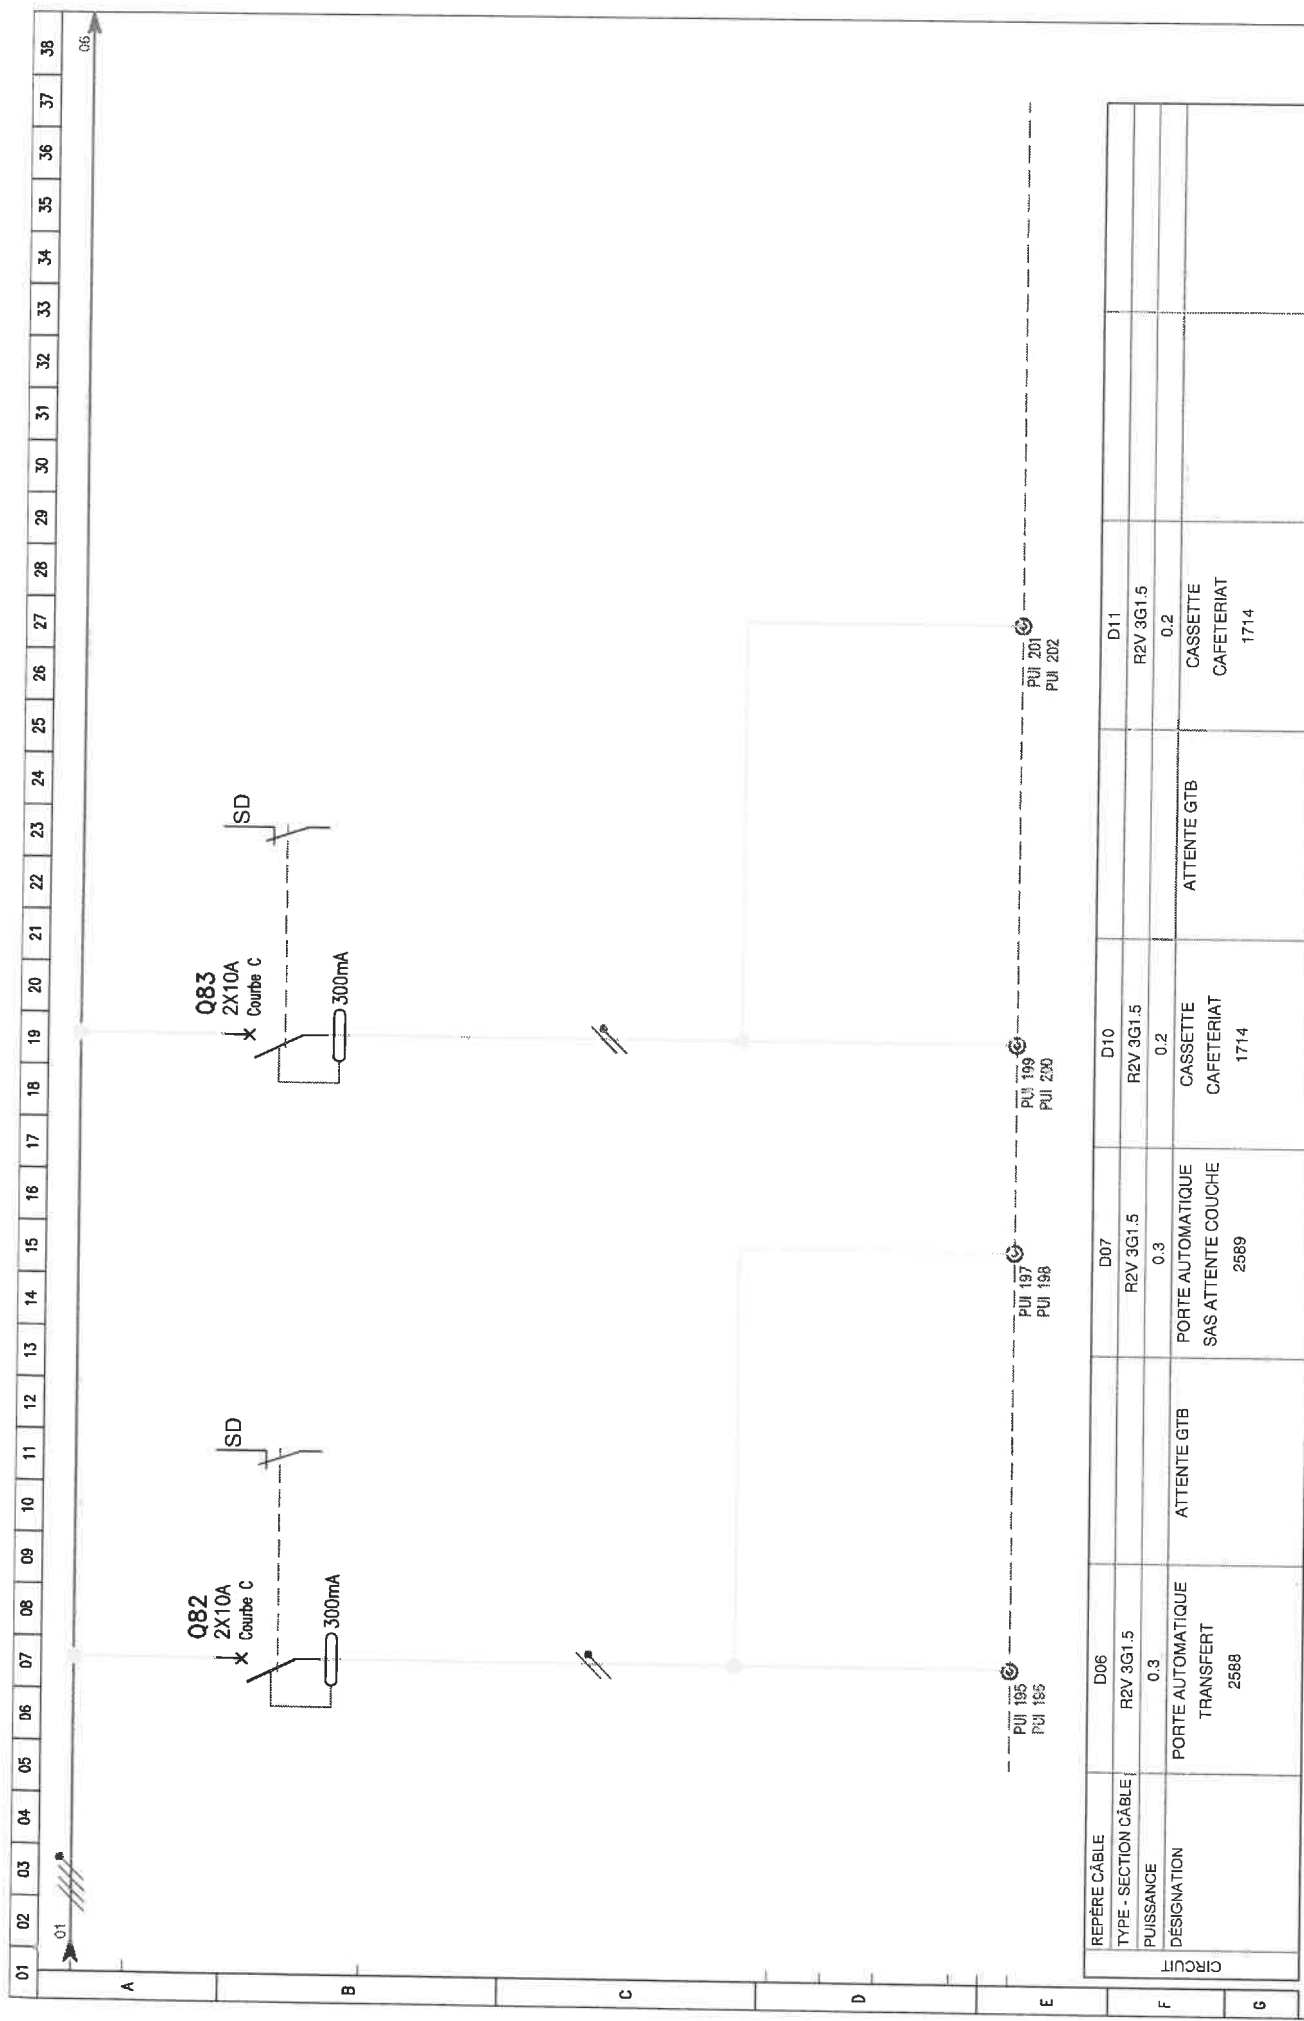 01 02 03 04 05 06 07 08 09 10 11 12 13 14 15 16 17 18 19 20 21 22 23 24 25 26 27 28 29 30 31 32 33 34 35 36 37 38
01
06
A
B
C
D
E
F
G
Q82
2X10A
Courbe C
SD
300mA
Q83
2X10A
Courbe C
SD
300mA
PUI 195
PUI 196
PUI 197
PUI 198
PUI 199
PUI 200
PUI 201
PUI 202
CIRCUIT
REPÈRE CÂBLE D06 D07 D10 D11
TYPE - SECTION CÂBLE R2V 3G1.5 R2V 3G1.5 R2V 3G1.5 R2V 3G1.5
PUISSANCE 0.3 0.3 0.2 0.2
DÉSIGNATION
PORTE AUTOMATIQUE
TRANSFERT
2588
ATTENTE GTB
PORTE AUTOMATIQUE
SAS ATTENTE COUCHE
2589
CASSETTE
CAFETERIAT
1714
ATTENTE GTB
CASSETTE
CAFETERIAT
1714